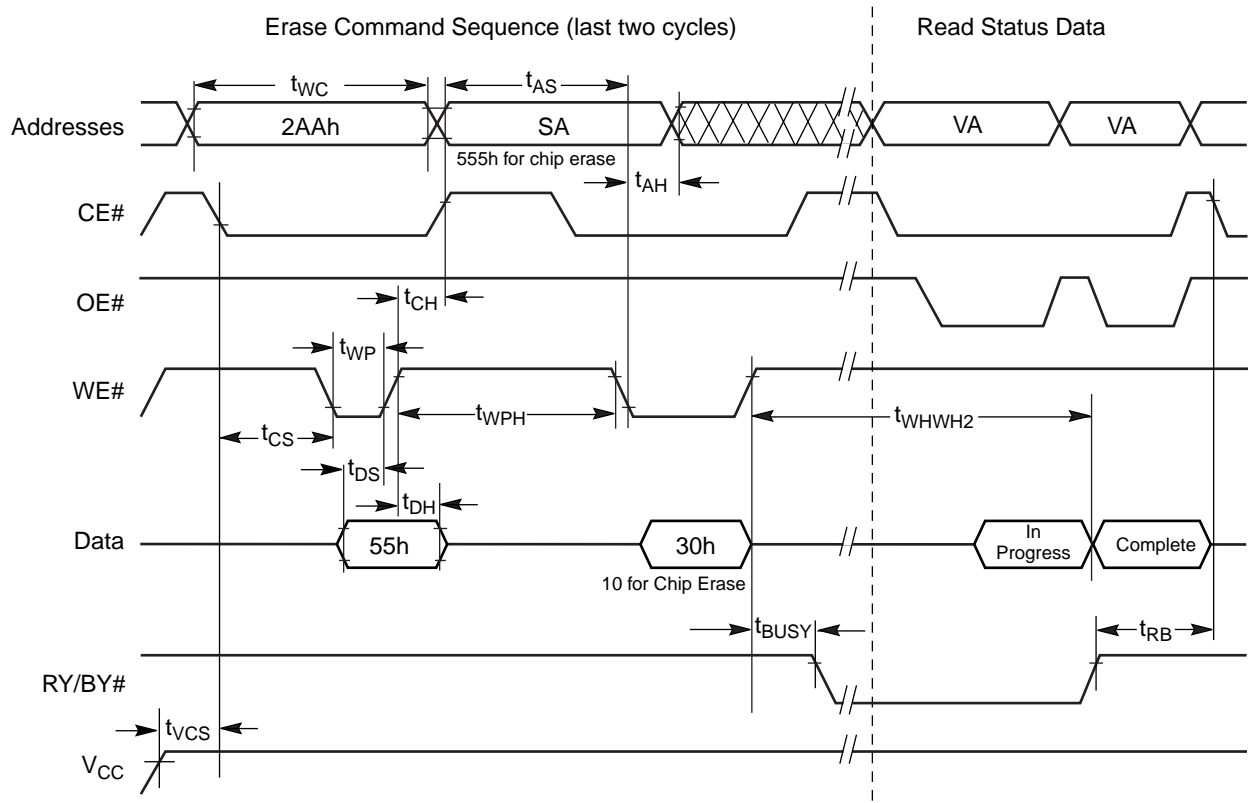 Erase Command Sequence (last two cycles)
Read Status Data
tWC
tAS
Addresses
2AAh
SA
VA
VA
555h for chip erase
tAH
CE#
OE#
tCH
tWP
WE#
tWPH
tWHWH2
tCS
tDS
tDH
Data
55h
30h
In
Progress
Complete
10 for Chip Erase
tBUSY
tRB
RY/BY#
tVCS
VCC